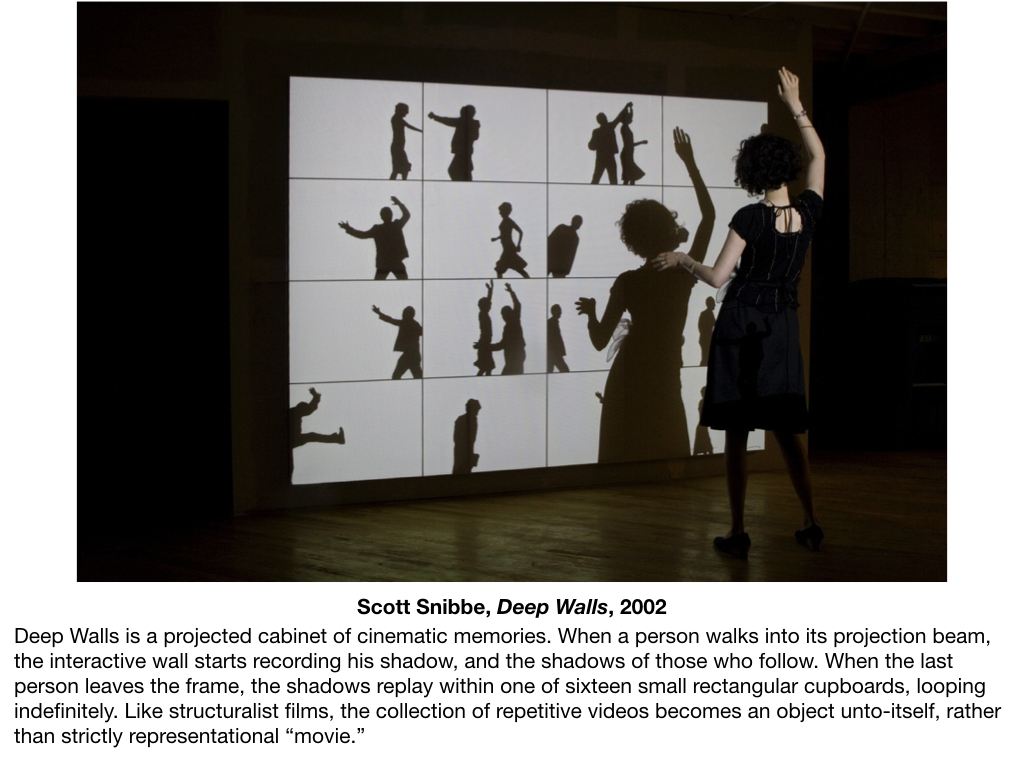 Scott Snibbe, Deep Walls, 2002
Deep Walls is a projected cabinet of cinematic memories. When a person walks into its projection beam,
the interactive wall starts recording his shadow, and the shadows of those who follow. When the last
person leaves the frame, the shadows replay within one of sixteen small rectangular cupboards, looping
indefinitely. Like structuralist films, the collection of repetitive videos becomes an object unto-itself, rather
than strictly representational “movie.”